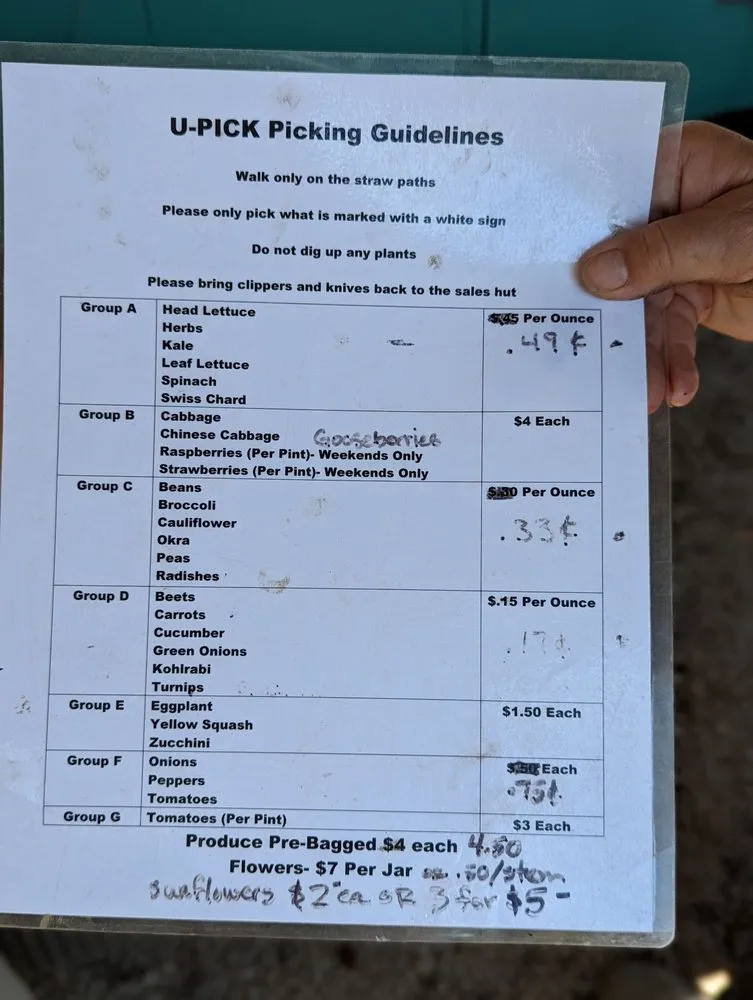 U-PICK Picking Guidelines
Walk only on the straw paths
Please only pick what is marked with a white sign
Do not dig up any plants
Please bring clippers and knives back to the sales hut
Group A
Head Lettuce
Herbs
Kale
Leaf Lettuce
Spinach
Swiss Chard
$.45 Per Ounce
.49¢
Group B
Cabbage
Chinese Cabbage Gooseberries
Raspberries (Per Pint)- Weekends Only
Strawberries (Per Pint)- Weekends Only
$4 Each
Group C
Beans
Broccoli
Cauliflower
Okra
Peas
Radishes
$.30 Per Ounce
.33¢
Group D
Beets
Carrots
Cucumber
Green Onions
Kohlrabi
Turnips
$.15 Per Ounce
.17¢
Group E
Eggplant
Yellow Squash
Zucchini
$1.50 Each
Group F
Onions
Peppers
Tomatoes
$.50 Each
.75¢
Group G
Tomatoes (Per Pint)
$3 Each
Produce Pre-Bagged $4 each 4.50
Flowers- $7 Per Jar or .50/stem
sunflowers $2 ea OR 3 for $5-